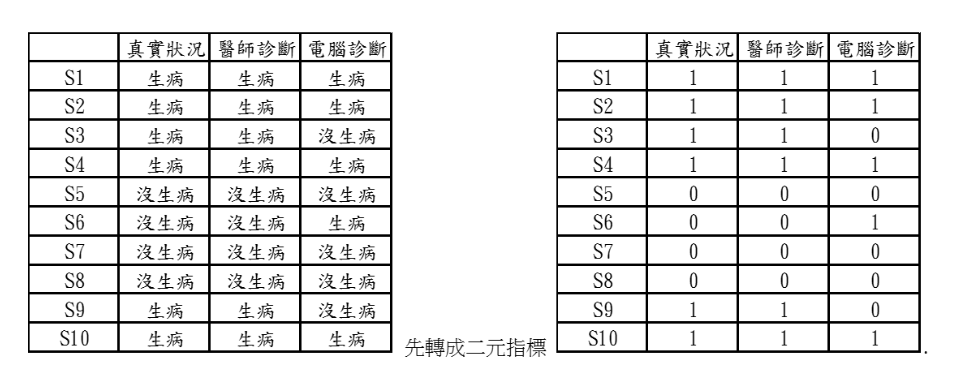 真實狀況 醫師診斷 電腦診斷
S1 生病 生病 生病
S2 生病 生病 生病
S3 生病 生病 沒生病
S4 生病 生病 生病
S5 沒生病 沒生病 沒生病
S6 沒生病 沒生病 生病
S7 沒生病 沒生病 沒生病
S8 沒生病 沒生病 沒生病
S9 生病 生病 沒生病
S10 生病 生病 生病
先轉成二元指標
真實狀況 醫師診斷 電腦診斷
S1 1 1 1
S2 1 1 1
S3 1 1 0
S4 1 1 1
S5 0 0 0
S6 0 0 1
S7 0 0 0
S8 0 0 0
S9 1 1 0
S10 1 1 1
.